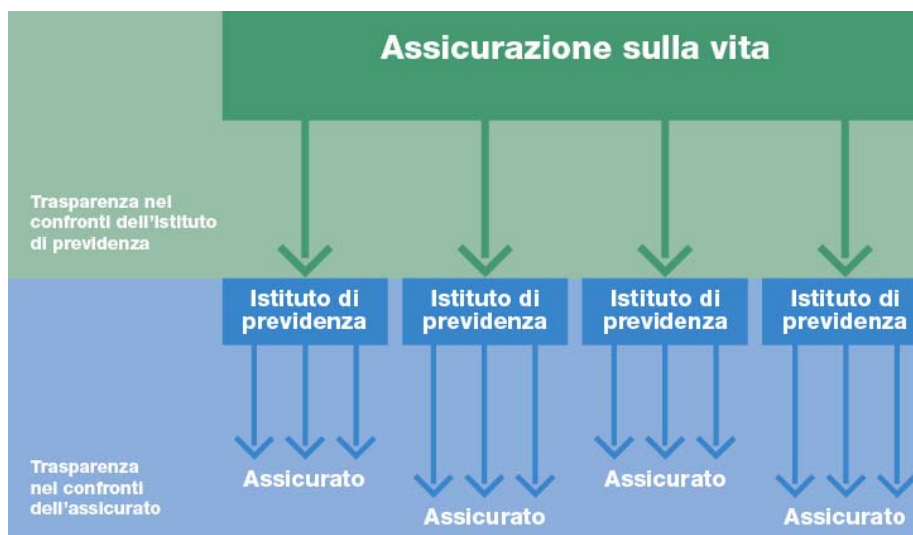 Assicurazione sulla vita
Trasparenza nei
confronti dell'istituto
di previdenza
Istituto di
previdenza
Istituto di
previdenza
Istituto di
previdenza
Istituto di
previdenza
Trasparenza
nei confronti
dell'assicurato
Assicurato
Assicurato
Assicurato
Assicurato